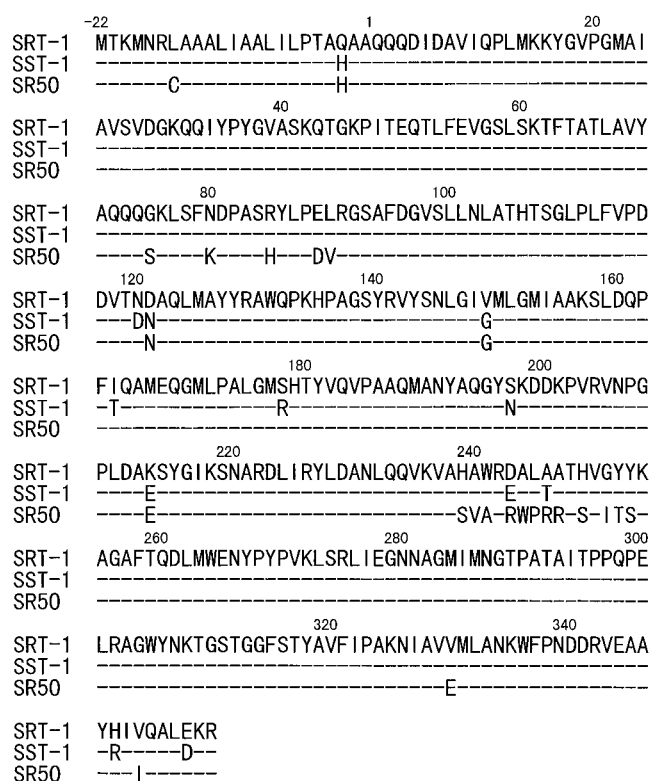 -22 1 20
SRT-1 MTKMNRLAAALIAALILPTAQAAQQQDIDAVIQPLMKKYGVPGMAI
SST-1 --------------------H-------------------------
SR50 ------C-------------H-------------------------
40 60
SRT-1 AVSVDGKQQIYPYGVASKQTGKPITEQTLFEVGSLSKTFTATLAVY
SST-1 ----------------------------------------------
SR50 ----------------------------------------------
80 100
SRT-1 AQQQGKLSFNDPASRYLPELRGSAFDGVSLLNLATHTSGLPLFVPD
SST-1 ----------------------------------------------
SR50 ----S----K----H---DV--------------------------
120 140 160
SRT-1 DVTNDAQLMAYYRAWQPKHPAGSYRVYSNLGIVMLGMIAAKSLDQP
SST-1 ---DN---------------------------G-------------
SR50 ----N---------------------------G-------------
180 200
SRT-1 FIQAMEQGMLPALGMSHTYVQVPAAQMANYAQGYSKDDKPVRVNPG
SST-1 -T-------------R------------------N-----------
SR50 ----------------------------------------------
220 240
SRT-1 PLDAKSYGIKSNARDLIRYLDANLQQVKVAHAWRDALAATHVGYYK
SST-1 ----E-----------------------------E--T--------
SR50 ----E-------------------------SVA-RWPRR-S-ITS-
260 280 300
SRT-1 AGAFTQDLMWENYPYPVKLSRLIEGNNAGMIMNGTPATAITPPQPE
SST-1 ----------------------------------------------
SR50 ----------------------------------------------
320 340
SRT-1 LRAGWYNKTGSTGGFSTYAVFIPAKNIAVVMLANKWFPNDDRVEAA
SST-1 ----------------------------------------------
SR50 -----------------------------E----------------
SRT-1 YHIVQALEKR
SST-1 -R-----D--
SR50 ---I------